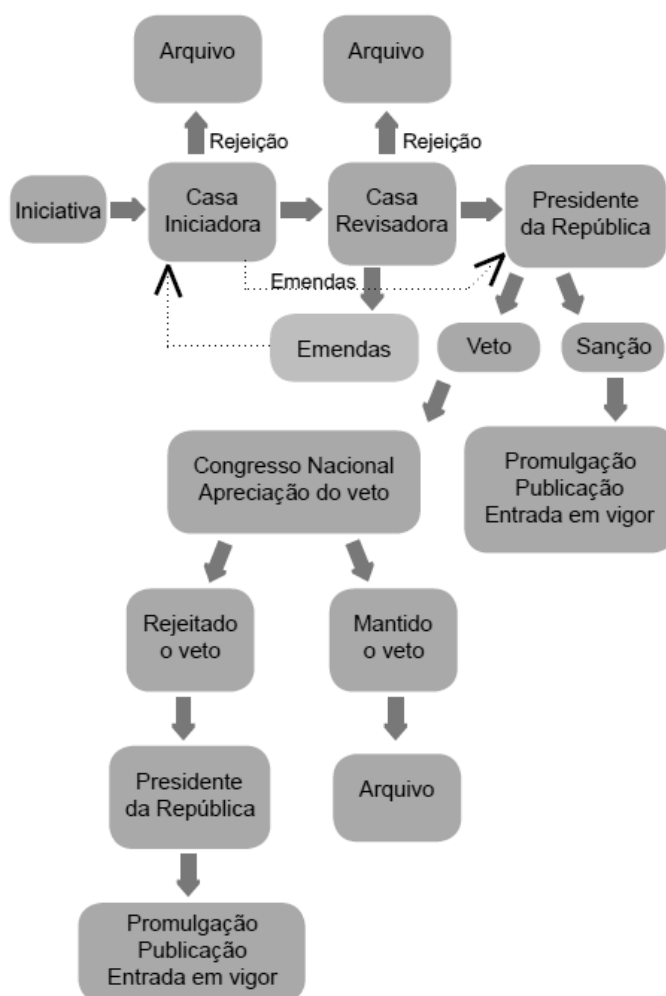 Arquivo
Arquivo
Rejeição
Rejeição
Iniciativa
Casa
Iniciadora
Casa
Revisadora
Presidente
da República
Emendas
Emendas
Veto
Sanção
Congresso Nacional
Apreciação do veto
Promulgação
Publicação
Entrada em vigor
Rejeitado
o veto
Mantido
o veto
Presidente
da República
Arquivo
Promulgação
Publicação
Entrada em vigor